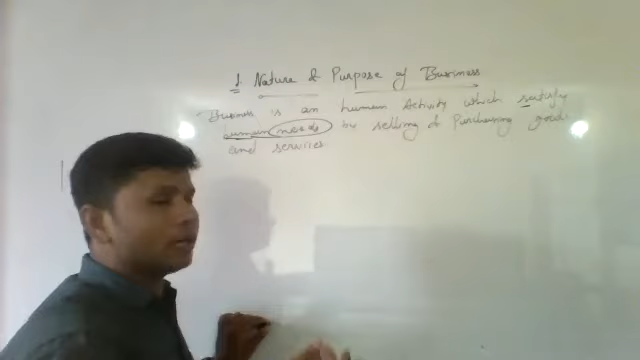 1. Nature & Purpose of Business
Business is an human Activity which satisfy
human needs by selling & Purchasing goods
and services.